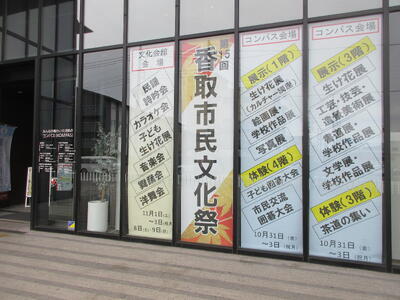 文化会館
会場
民謡
詩吟会
カラオケ会
子ども
生け花展
音楽会
舞踊会
洋舞会
11月1日(土)
～3日(祝月)
8日(土)・9日(日)
第15回
香取市民文化祭
コンパス会場
展示(1階)
生け花展
(カルチャー講座)
絵画展・
学校作品展
写真展
体験(4階)
子ども囲碁大会
市民交流
囲碁大会
10月31日(金)
～3日(祝月)
コンパス会場
展示(3階)
生け花展
工芸・技芸・
造形美術展
書道展・
学校作品展
文学展・
学校作品展
体験(3階)
茶道の集い
10月31日(金)
～3日(祝月)